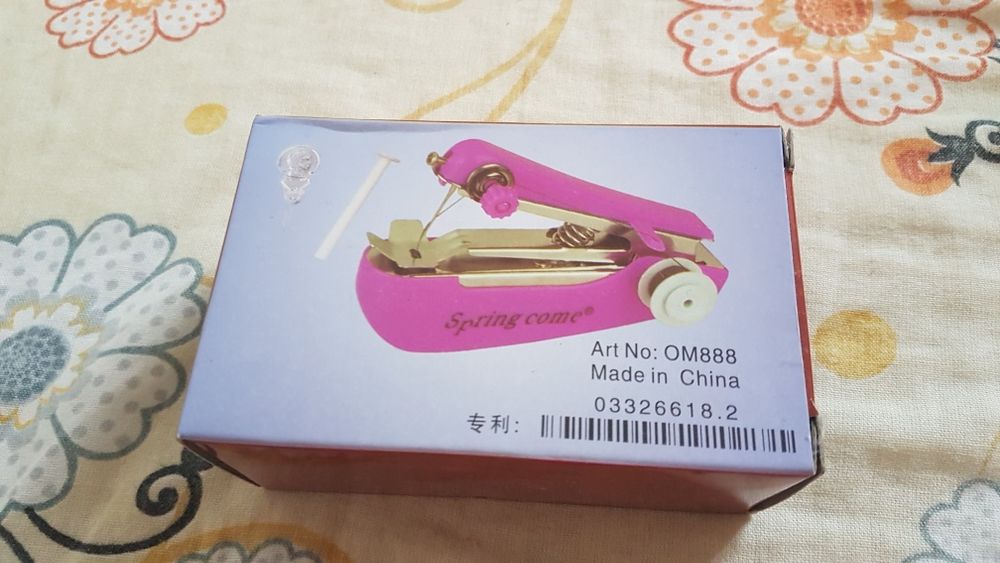 Spring come®
Art No: OM888
Made in China
03326618.2
专利: